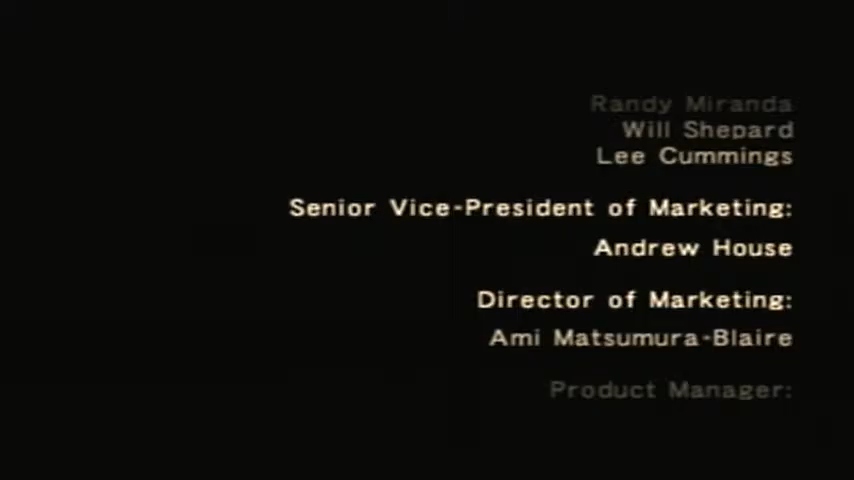 Randy Miranda
Will Shepard
Lee Cummings
Senior Vice-President of Marketing:
Andrew House
Director of Marketing:
Ami Matsumura-Blaire
Product Manager: